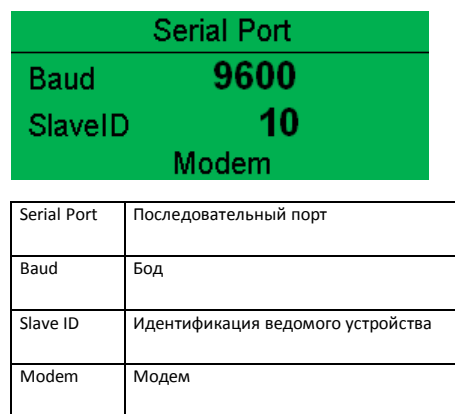 Serial Port
Baud 9600
SlaveID 10
Modem
Serial Port Последовательный порт
Baud Бод
Slave ID Идентификация ведомого устройства
Modem Модем